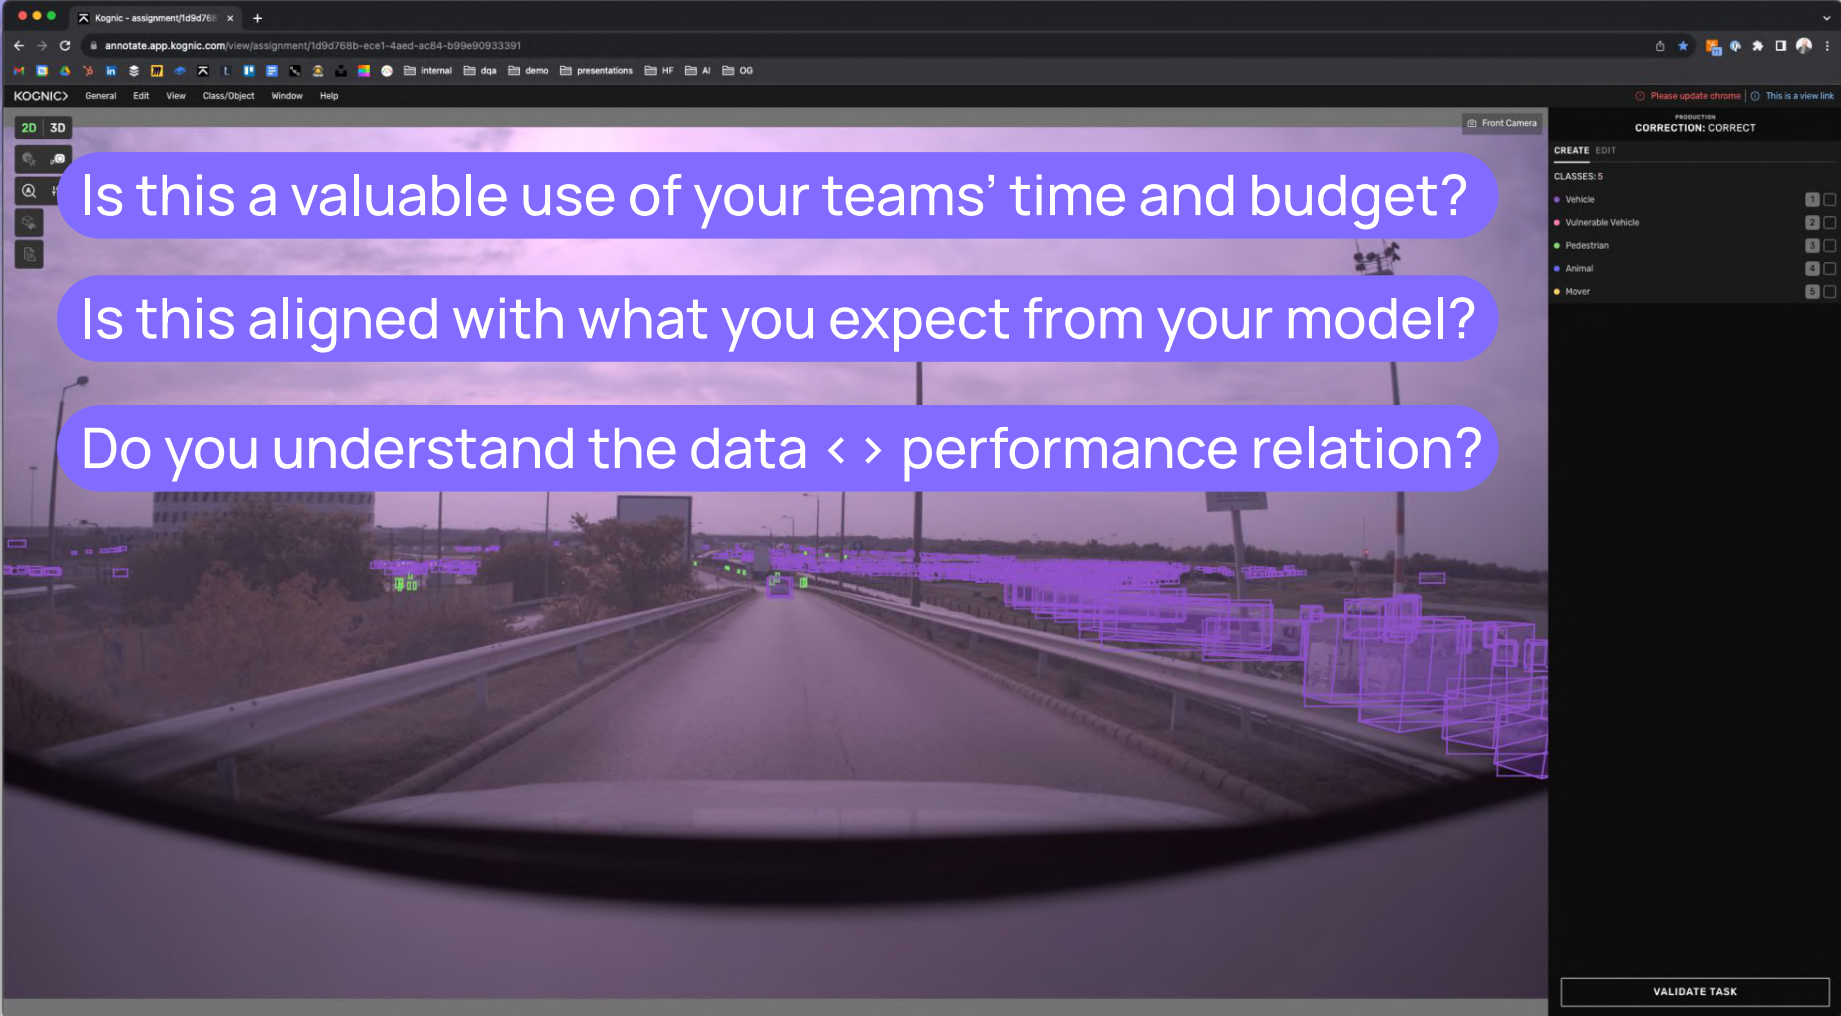 Kognic - assignment/1d9d768
annotate.app.kognic.com/view/assignment/1d9d768b-ece1-4aed-ac84-b99e90933391
internal dqa demo presentations HF AI OG
KOGNIC General Edit View Class/Object Window Help
Please update chrome This is a view link
2D 3D
Front Camera
PRODUCTION
CORRECTION: CORRECT
CREATE EDIT
CLASSES: 5
Vehicle 1
Vulnerable Vehicle 2
Pedestrian 3
Animal 4
Mover 5
Is this a valuable use of your teams’ time and budget?
Is this aligned with what you expect from your model?
Do you understand the data <> performance relation?
VALIDATE TASK